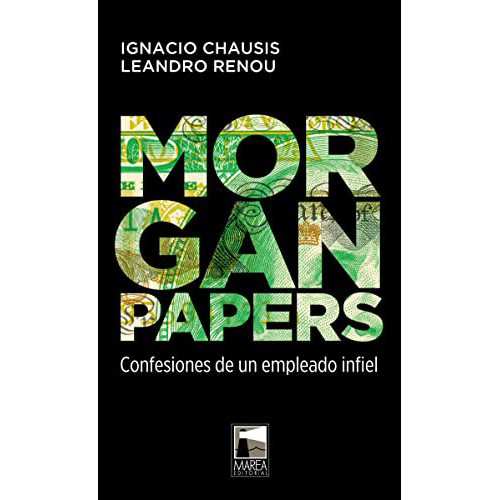 IGNACIO CHAUSIS
LEANDRO RENOU
MOR
GAN
PAPERS
Confesiones de un empleado infiel
MAREA
EDITORIAL